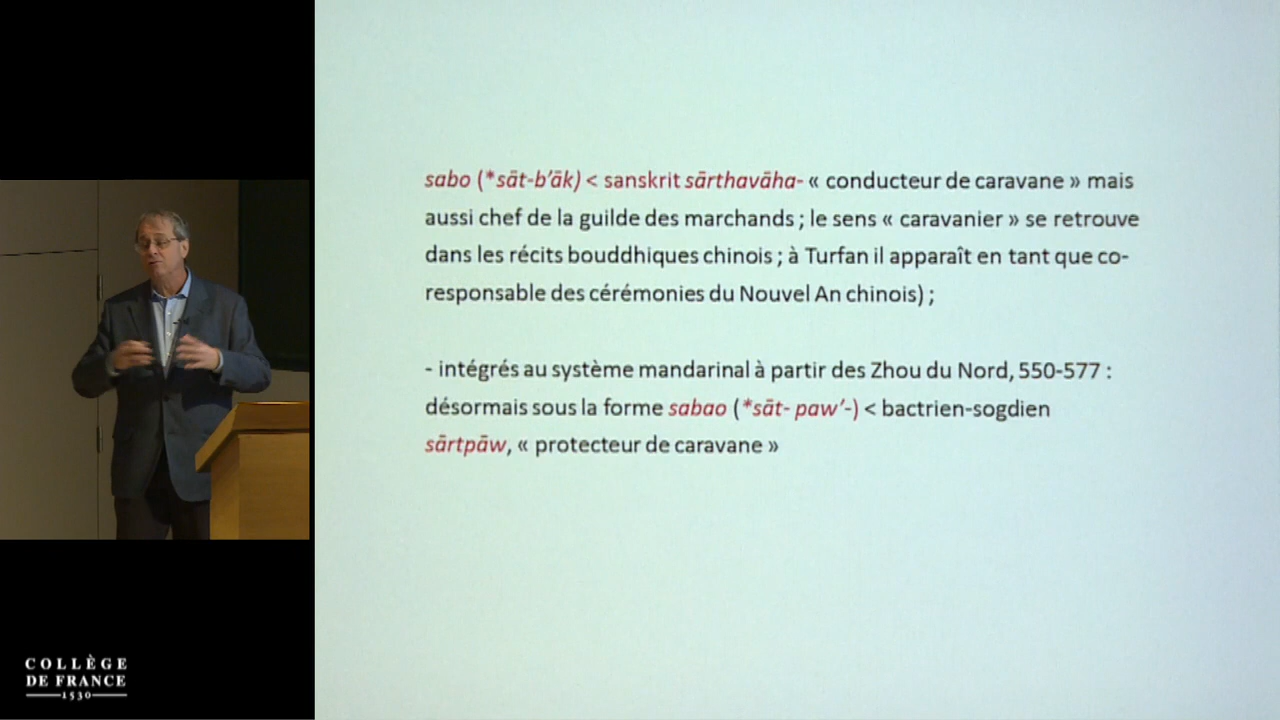 sabo (*sāt-b’āk) < sanskrit sārthavāha- « conducteur de caravane » mais
aussi chef de la guilde des marchands ; le sens « caravanier » se retrouve
dans les récits bouddhiques chinois ; à Turfan il apparaît en tant que co-
responsable des cérémonies du Nouvel An chinois) ;
- intégrés au système mandarinal à partir des Zhou du Nord, 550-577 :
désormais sous la forme sabao (*sāt- paw’-) < bactrien-sogdien
sārtpāw, « protecteur de caravane »
COLLÈGE
DE FRANCE
1530